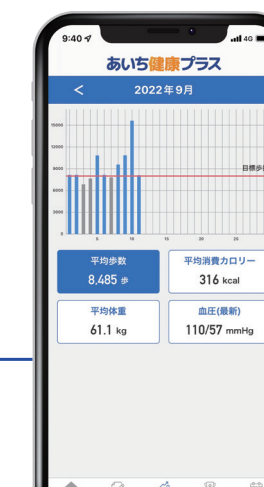 9:40 4G
あいち健康プラス
< 2022年9月
15000
12000
9000
目標歩
6000
3000
0
5 10 15 20 25
平均歩数 平均消費カロリー
8,485 歩 316 kcal
平均体重 血圧(最新)
61.1 kg 110/57 mmHg